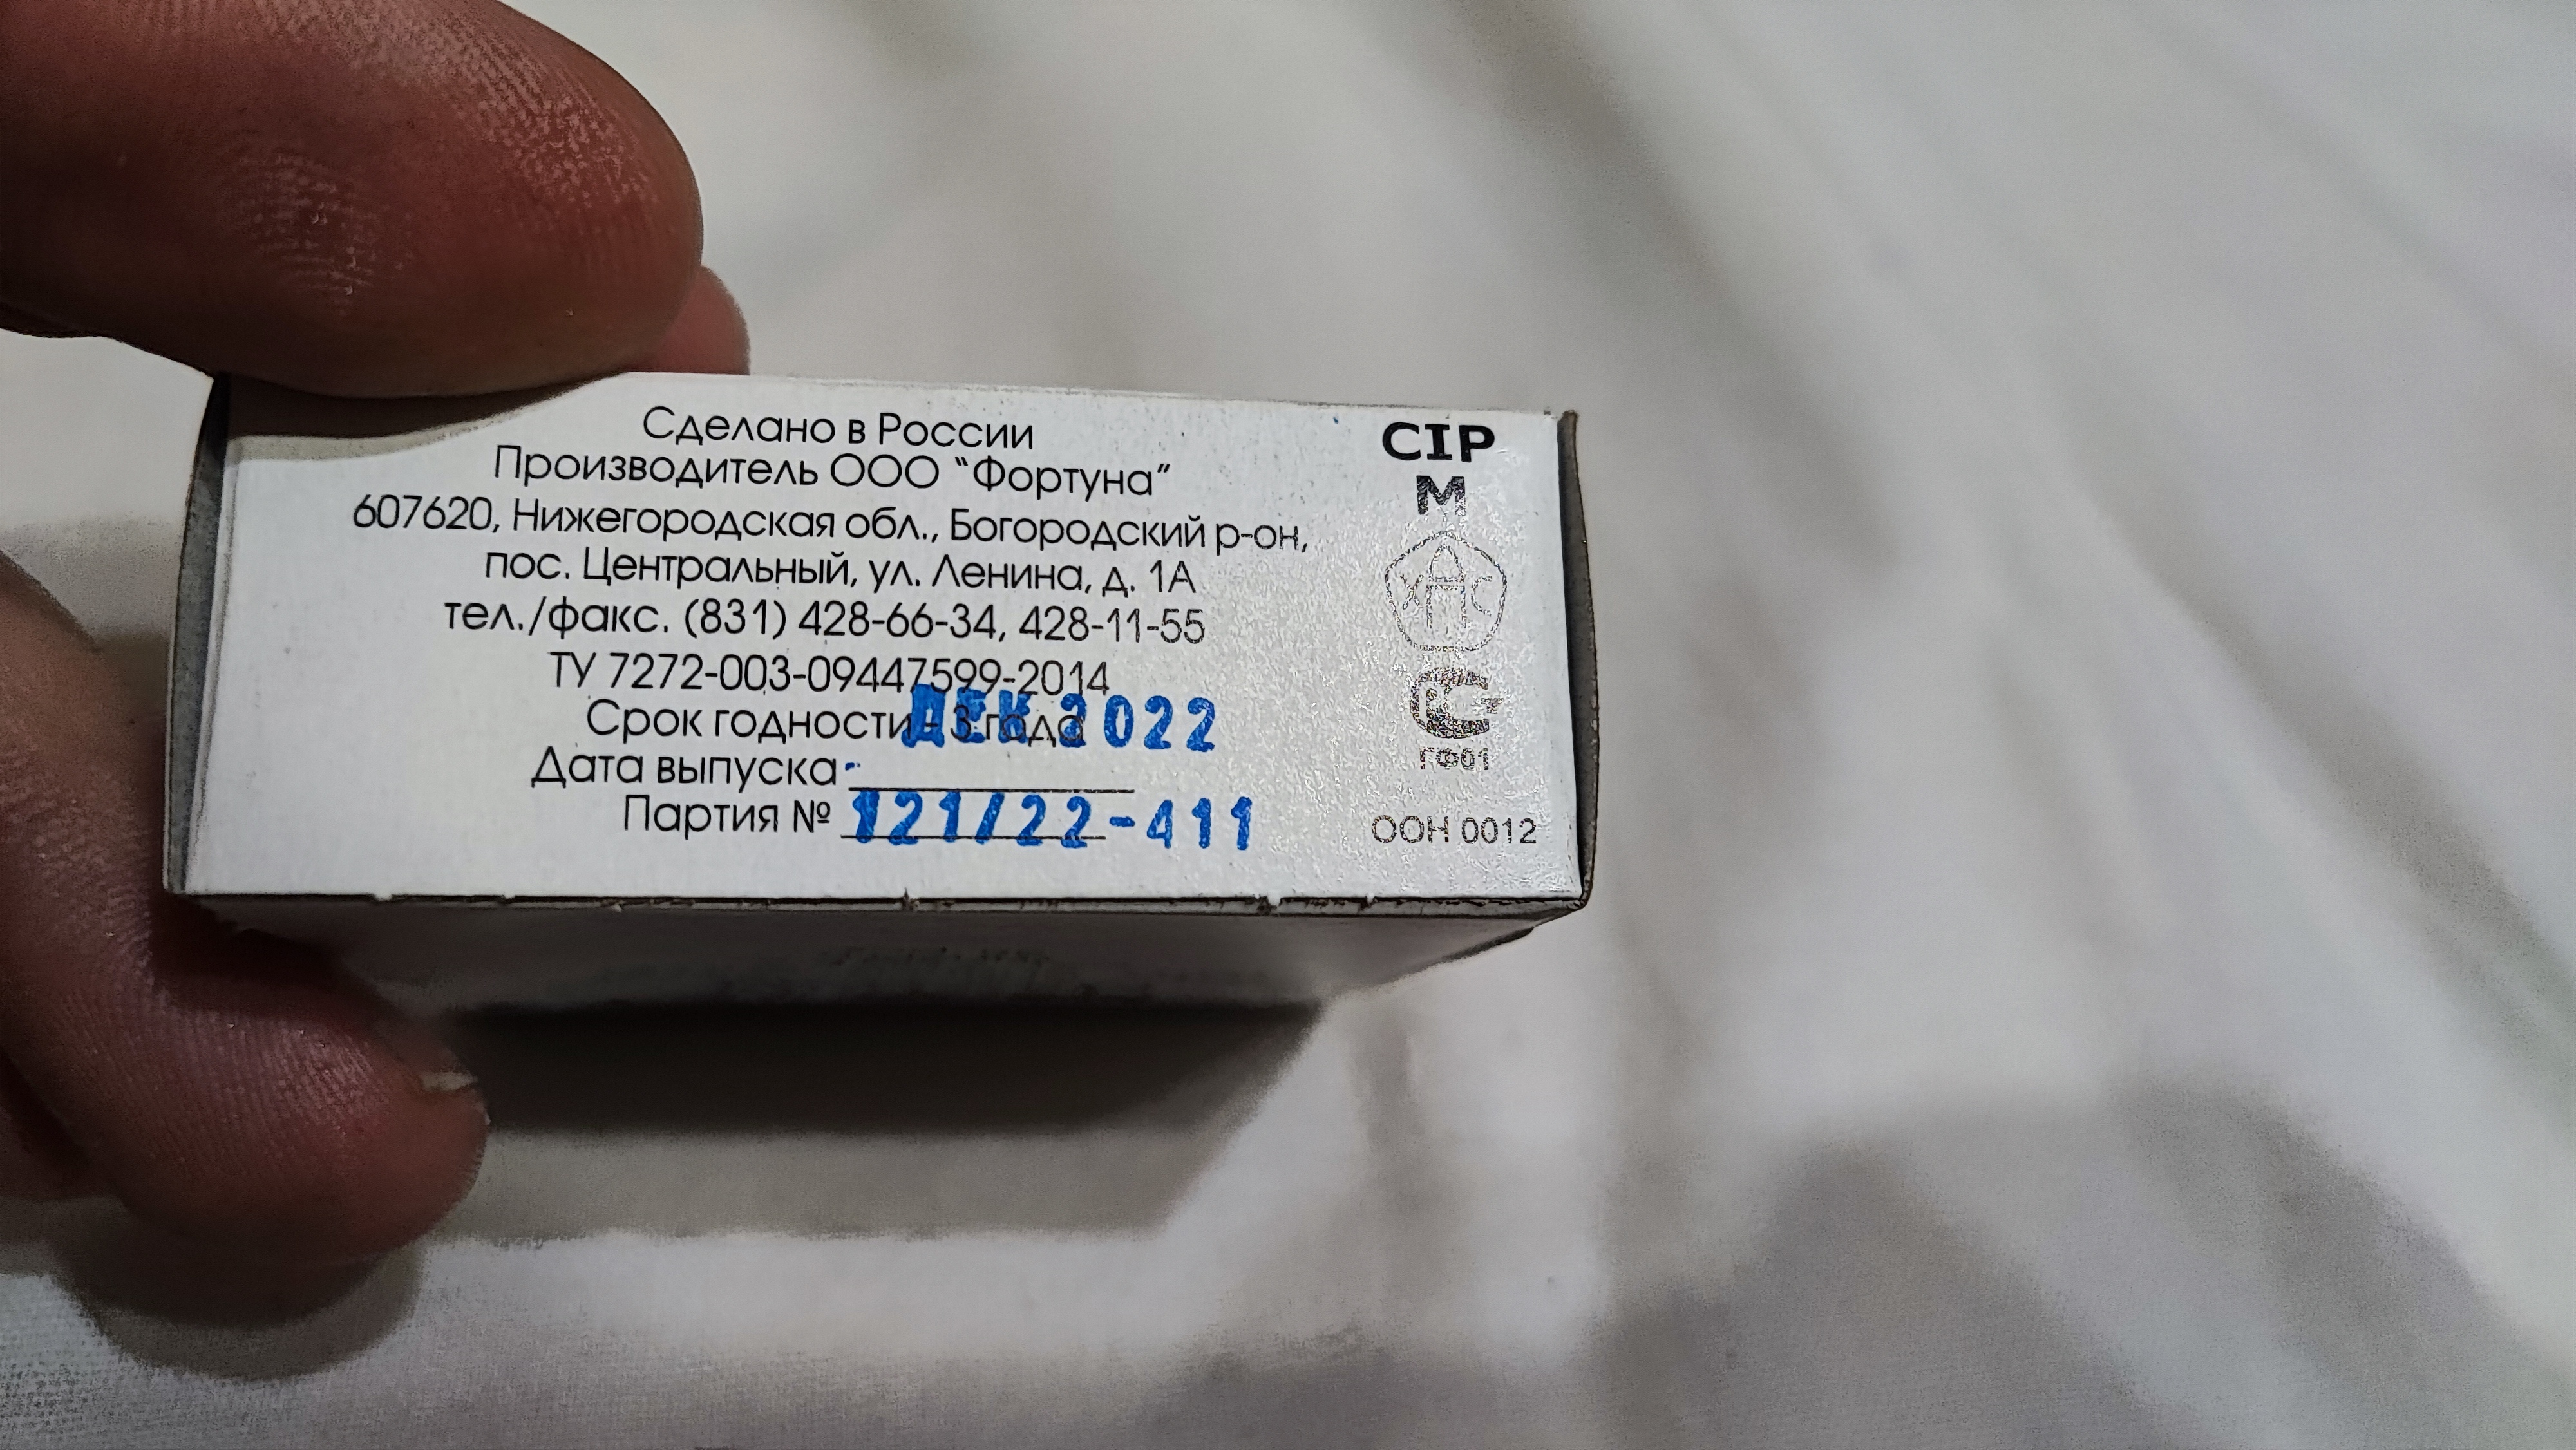 Сделано в России
Производитель ООО “Фортуна”
607620, Нижегородская обл., Богородский р-он,
пос. Центральный, ул. Ленина, д. 1А
тел./факс. (831) 428-66-34, 428-11-55
ТУ 7272-003-09447599-2014
Срок годности - 3 года
ДЕК 2022
Дата выпуска
Партия № 121/22-411
CIP
M
С
ГФ01
ООН 0012